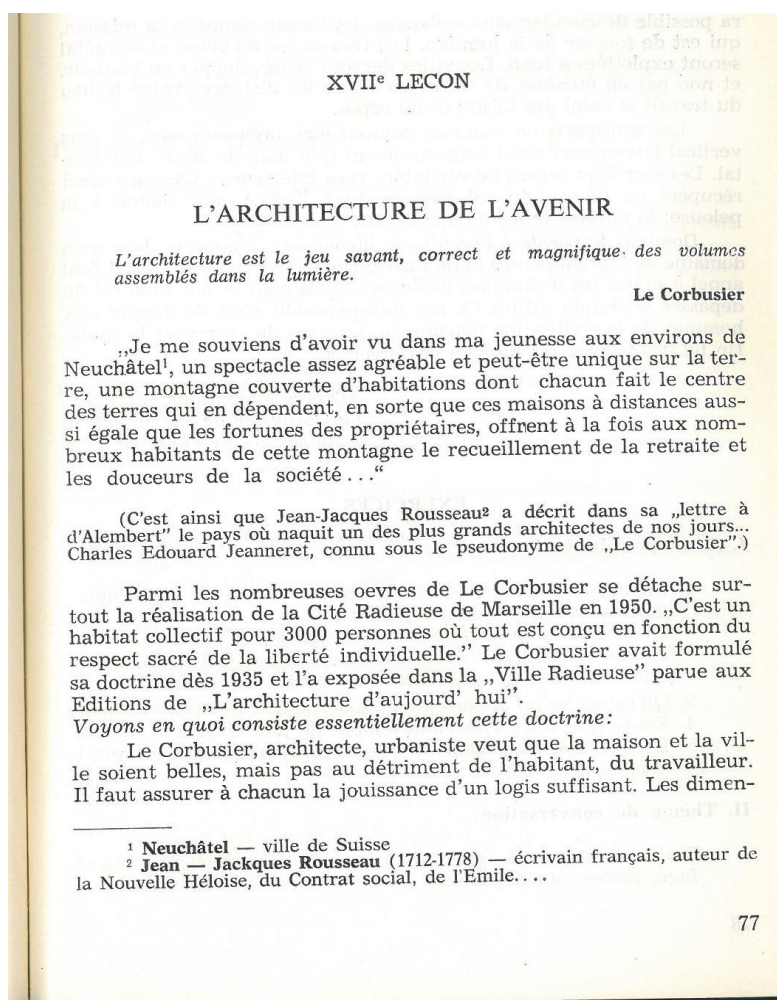 XVIIe LECON
L'ARCHITECTURE DE L'AVENIR
L'architecture est le jeu savant, correct et magnifique des volumes
assemblés dans la lumière.
Le Corbusier
„Je me souviens d'avoir vu dans ma jeunesse aux environs de
Neuchâtel¹, un spectacle assez agréable et peut-être unique sur la ter-
re, une montagne couverte d'habitations dont chacun fait le centre
des terres qui en dépendent, en sorte que ces maisons à distances aus-
si égale que les fortunes des propriétaires, offrent à la fois aux nom-
breux habitants de cette montagne le recueillement de la retraite et
les douceurs de la société . . .“
(C'est ainsi que Jean-Jacques Rousseau² a décrit dans sa „lettre à
d'Alembert" le pays où naquit un des plus grands architectes de nos jours...
Charles Edouard Jeanneret, connu sous le pseudonyme de „Le Corbusier".)
Parmi les nombreuses oevres de Le Corbusier se détache sur-
tout la réalisation de la Cité Radieuse de Marseille en 1950. „C'est un
habitat collectif pour 3000 personnes où tout est conçu en fonction du
respect sacré de la liberté individuelle." Le Corbusier avait formulé
sa doctrine dès 1935 et l'a exposée dans la „Ville Radieuse" parue aux
Editions de „L'architecture d'aujourd' hui".
Voyons en quoi consiste essentiellement cette doctrine:
Le Corbusier, architecte, urbaniste veut que la maison et la vil-
le soient belles, mais pas au détriment de l'habitant, du travailleur.
Il faut assurer à chacun la jouissance d'un logis suffisant. Les dimen-
¹ Neuchâtel — ville de Suisse
² Jean — Jackques Rousseau (1712-1778) — écrivain français, auteur de
la Nouvelle Héloise, du Contrat social, de l'Emile....
77